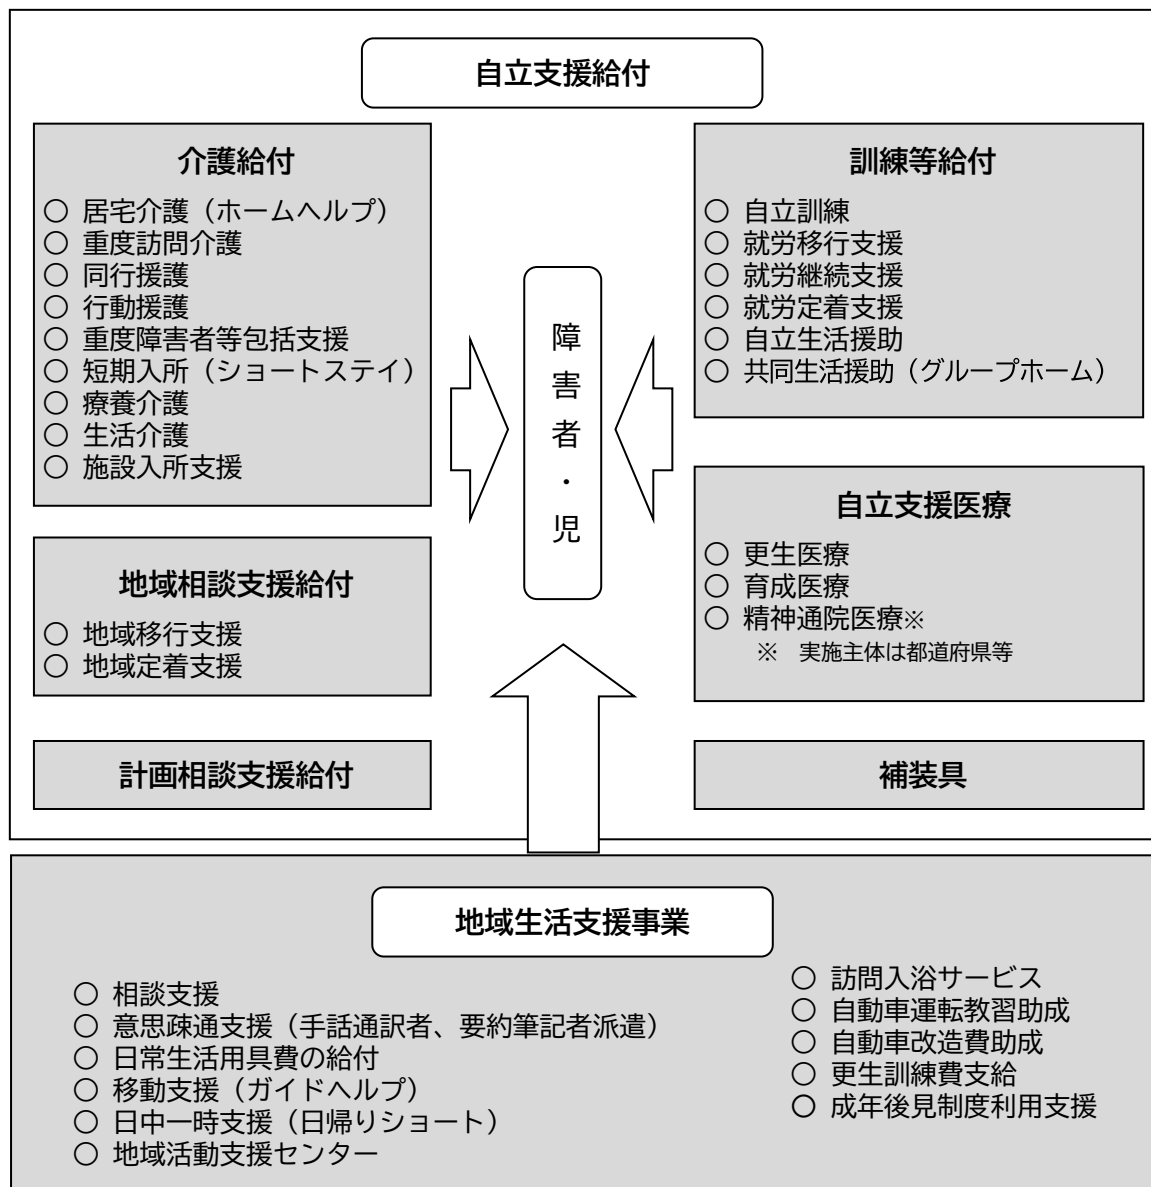 自立支援給付
介護給付
○ 居宅介護（ホームヘルプ）
○ 重度訪問介護
○ 同行援護
○ 行動援護
○ 重度障害者等包括支援
○ 短期入所（ショートステイ）
○ 療養介護
○ 生活介護
○ 施設入所支援
地域相談支援給付
○ 地域移行支援
○ 地域定着支援
計画相談支援給付
障害者・児
訓練等給付
○ 自立訓練
○ 就労移行支援
○ 就労継続支援
○ 就労定着支援
○ 自立生活援助
○ 共同生活援助（グループホーム）
自立支援医療
○ 更生医療
○ 育成医療
○ 精神通院医療※
※　実施主体は都道府県等
補装具
地域生活支援事業
○ 相談支援
○ 意思疎通支援（手話通訳者、要約筆記者派遣）
○ 日常生活用具費の給付
○ 移動支援（ガイドヘルプ）
○ 日中一時支援（日帰りショート）
○ 地域活動支援センター
○ 訪問入浴サービス
○ 自動車運転教習助成
○ 自動車改造費助成
○ 更生訓練費支給
○ 成年後見制度利用支援